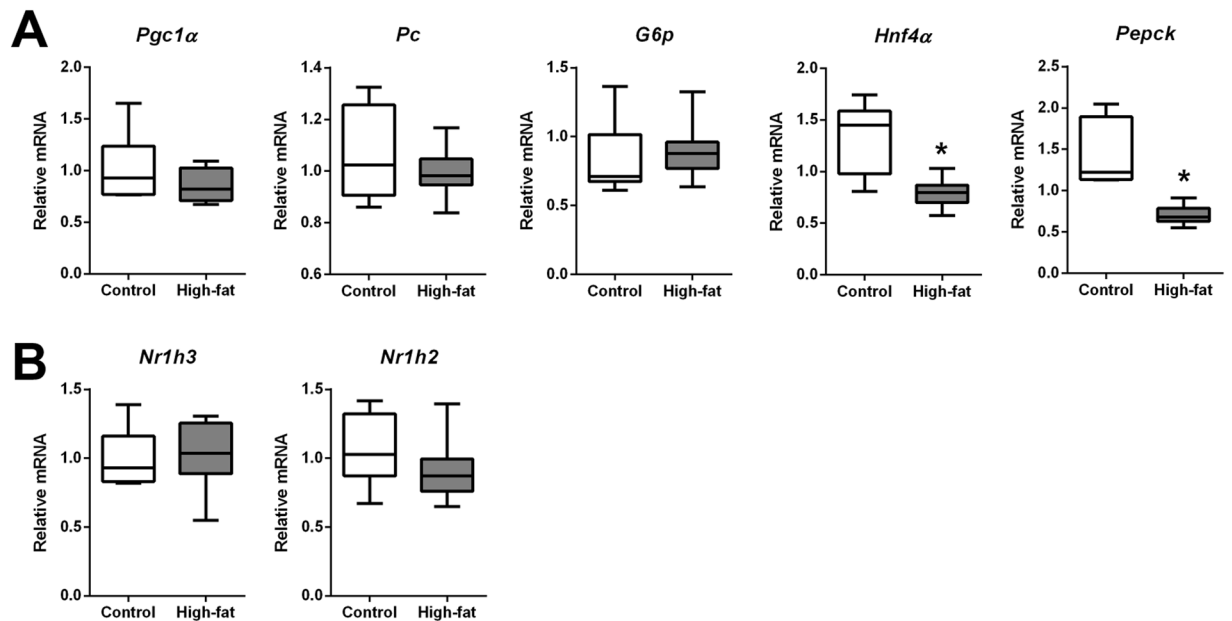 A
Pgc1α
Pc
G6p
Hnf4α
Pepck
Relative mRNA
2.0
1.5
1.0
0.5
0.0
Control High-fat
Relative mRNA
1.4
1.2
1.0
0.8
0.6
Control High-fat
Relative mRNA
1.5
1.0
0.5
0.0
Control High-fat
Relative mRNA
2.0
1.5
1.0
0.5
0.0
*
Control High-fat
Relative mRNA
2.5
2.0
1.5
1.0
0.5
0.0
*
Control High-fat
B
Nr1h3
Nr1h2
Relative mRNA
1.5
1.0
0.5
0.0
Control High-fat
Relative mRNA
1.5
1.0
0.5
0.0
Control High-fat